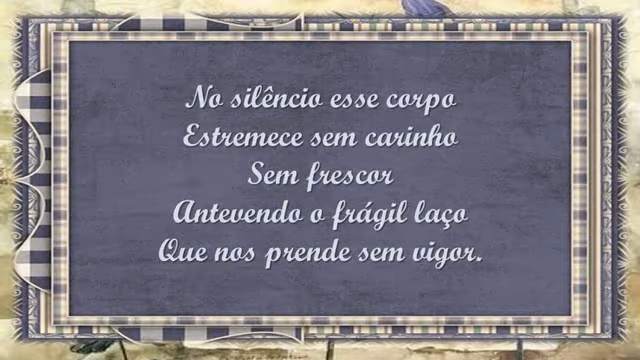 No silêncio esse corpo
Estremece sem carinho
Sem frescor
Antevendo o frágil laço
Que nos prende sem vigor.